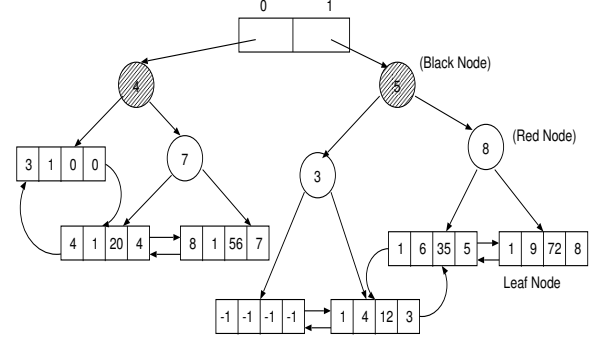 0 1
(Black Node)
4 5
(Red Node)
7 8
3 1 0 0
3
4 1 20 4 8 1 56 7
1 6 35 5 1 9 72 8
Leaf Node
-1 -1 -1 -1 1 4 12 3